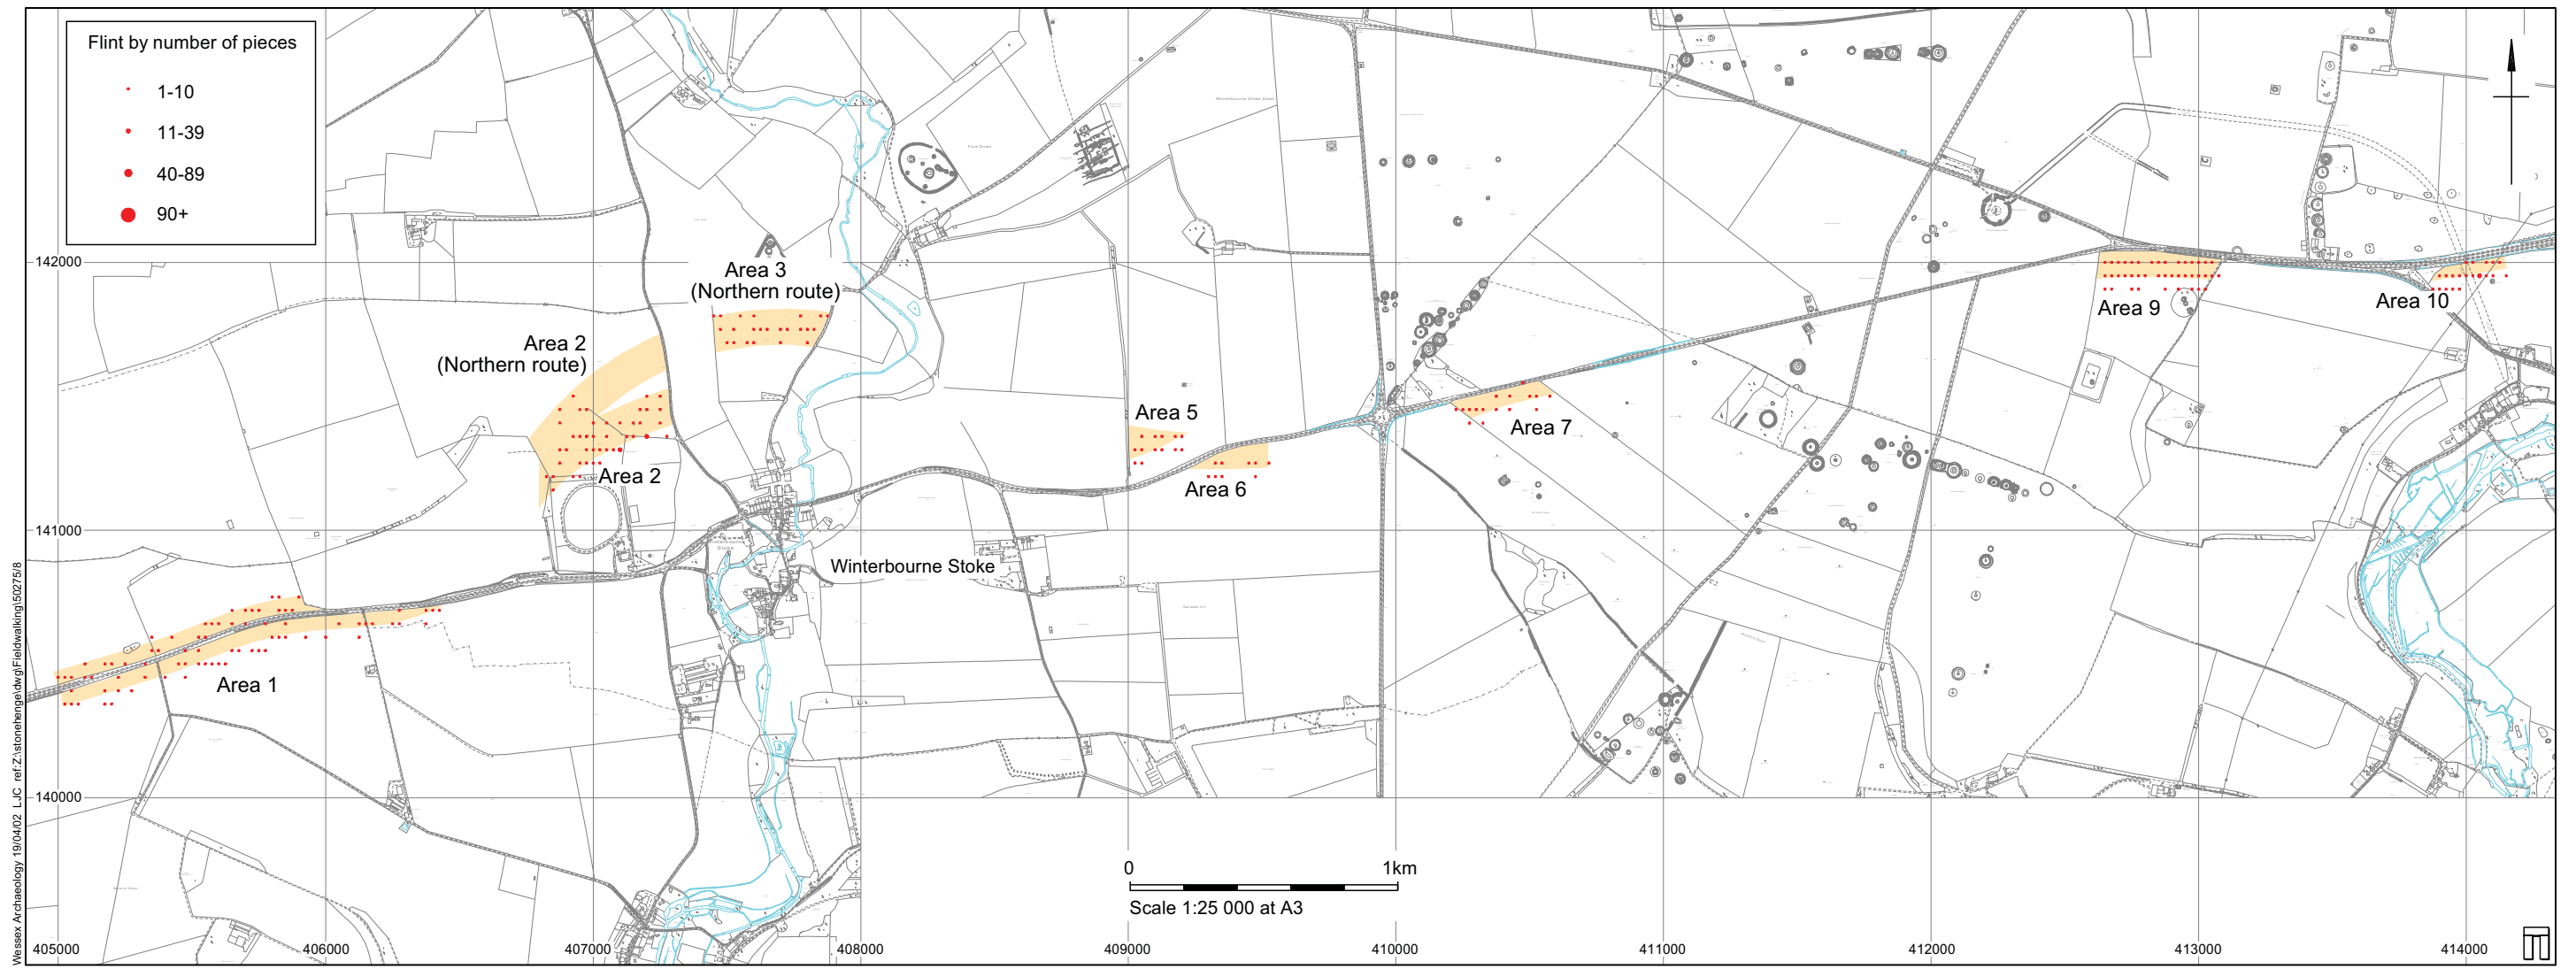 Flint by number of pieces
1-10
11-39
40-89
90+
142000
141000
140000
Area 3
(Northern route)
Area 2
(Northern route)
Area 2
Area 1
Area 5
Area 6
Area 7
Area 9
Area 10
Winterbourne Stoke
0 1km
Scale 1:25 000 at A3
405000 406000 407000 408000 409000 410000 411000 412000 413000 414000
Wessex Archaeology 19/04/02 LJC ref:Z:\stonehenge\dwg\Fieldwalking\50275/8